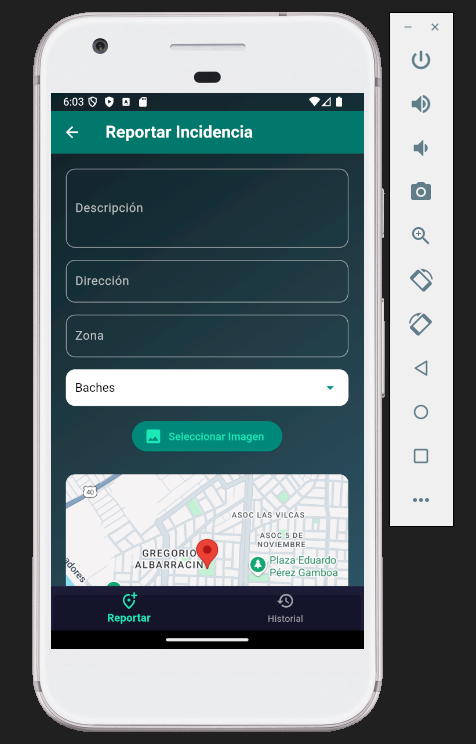 6:03
Reportar Incidencia
Descripción
Dirección
Zona
Baches
Seleccionar Imagen
40
ASOC LAS VILCAS
ASOC 5 DE
NOVIEMBRE
GREGORIO
ALBARRACIN
Plaza Eduardo
Pérez Gamboa
adores
Reportar
Historial